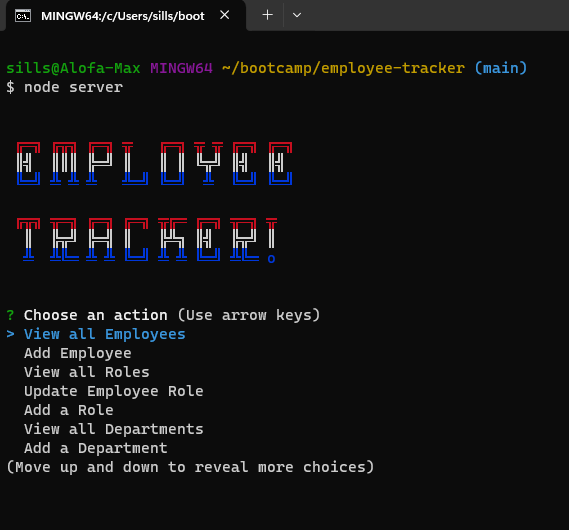 MINGW64:/c/Users/sills/boot
sills@Alofa-Max MINGW64 ~/bootcamp/employee-tracker (main)
$ node server
EMPLOYEE
TRACKER!
? Choose an action (Use arrow keys)
> View all Employees
Add Employee
View all Roles
Update Employee Role
Add a Role
View all Departments
Add a Department
(Move up and down to reveal more choices)